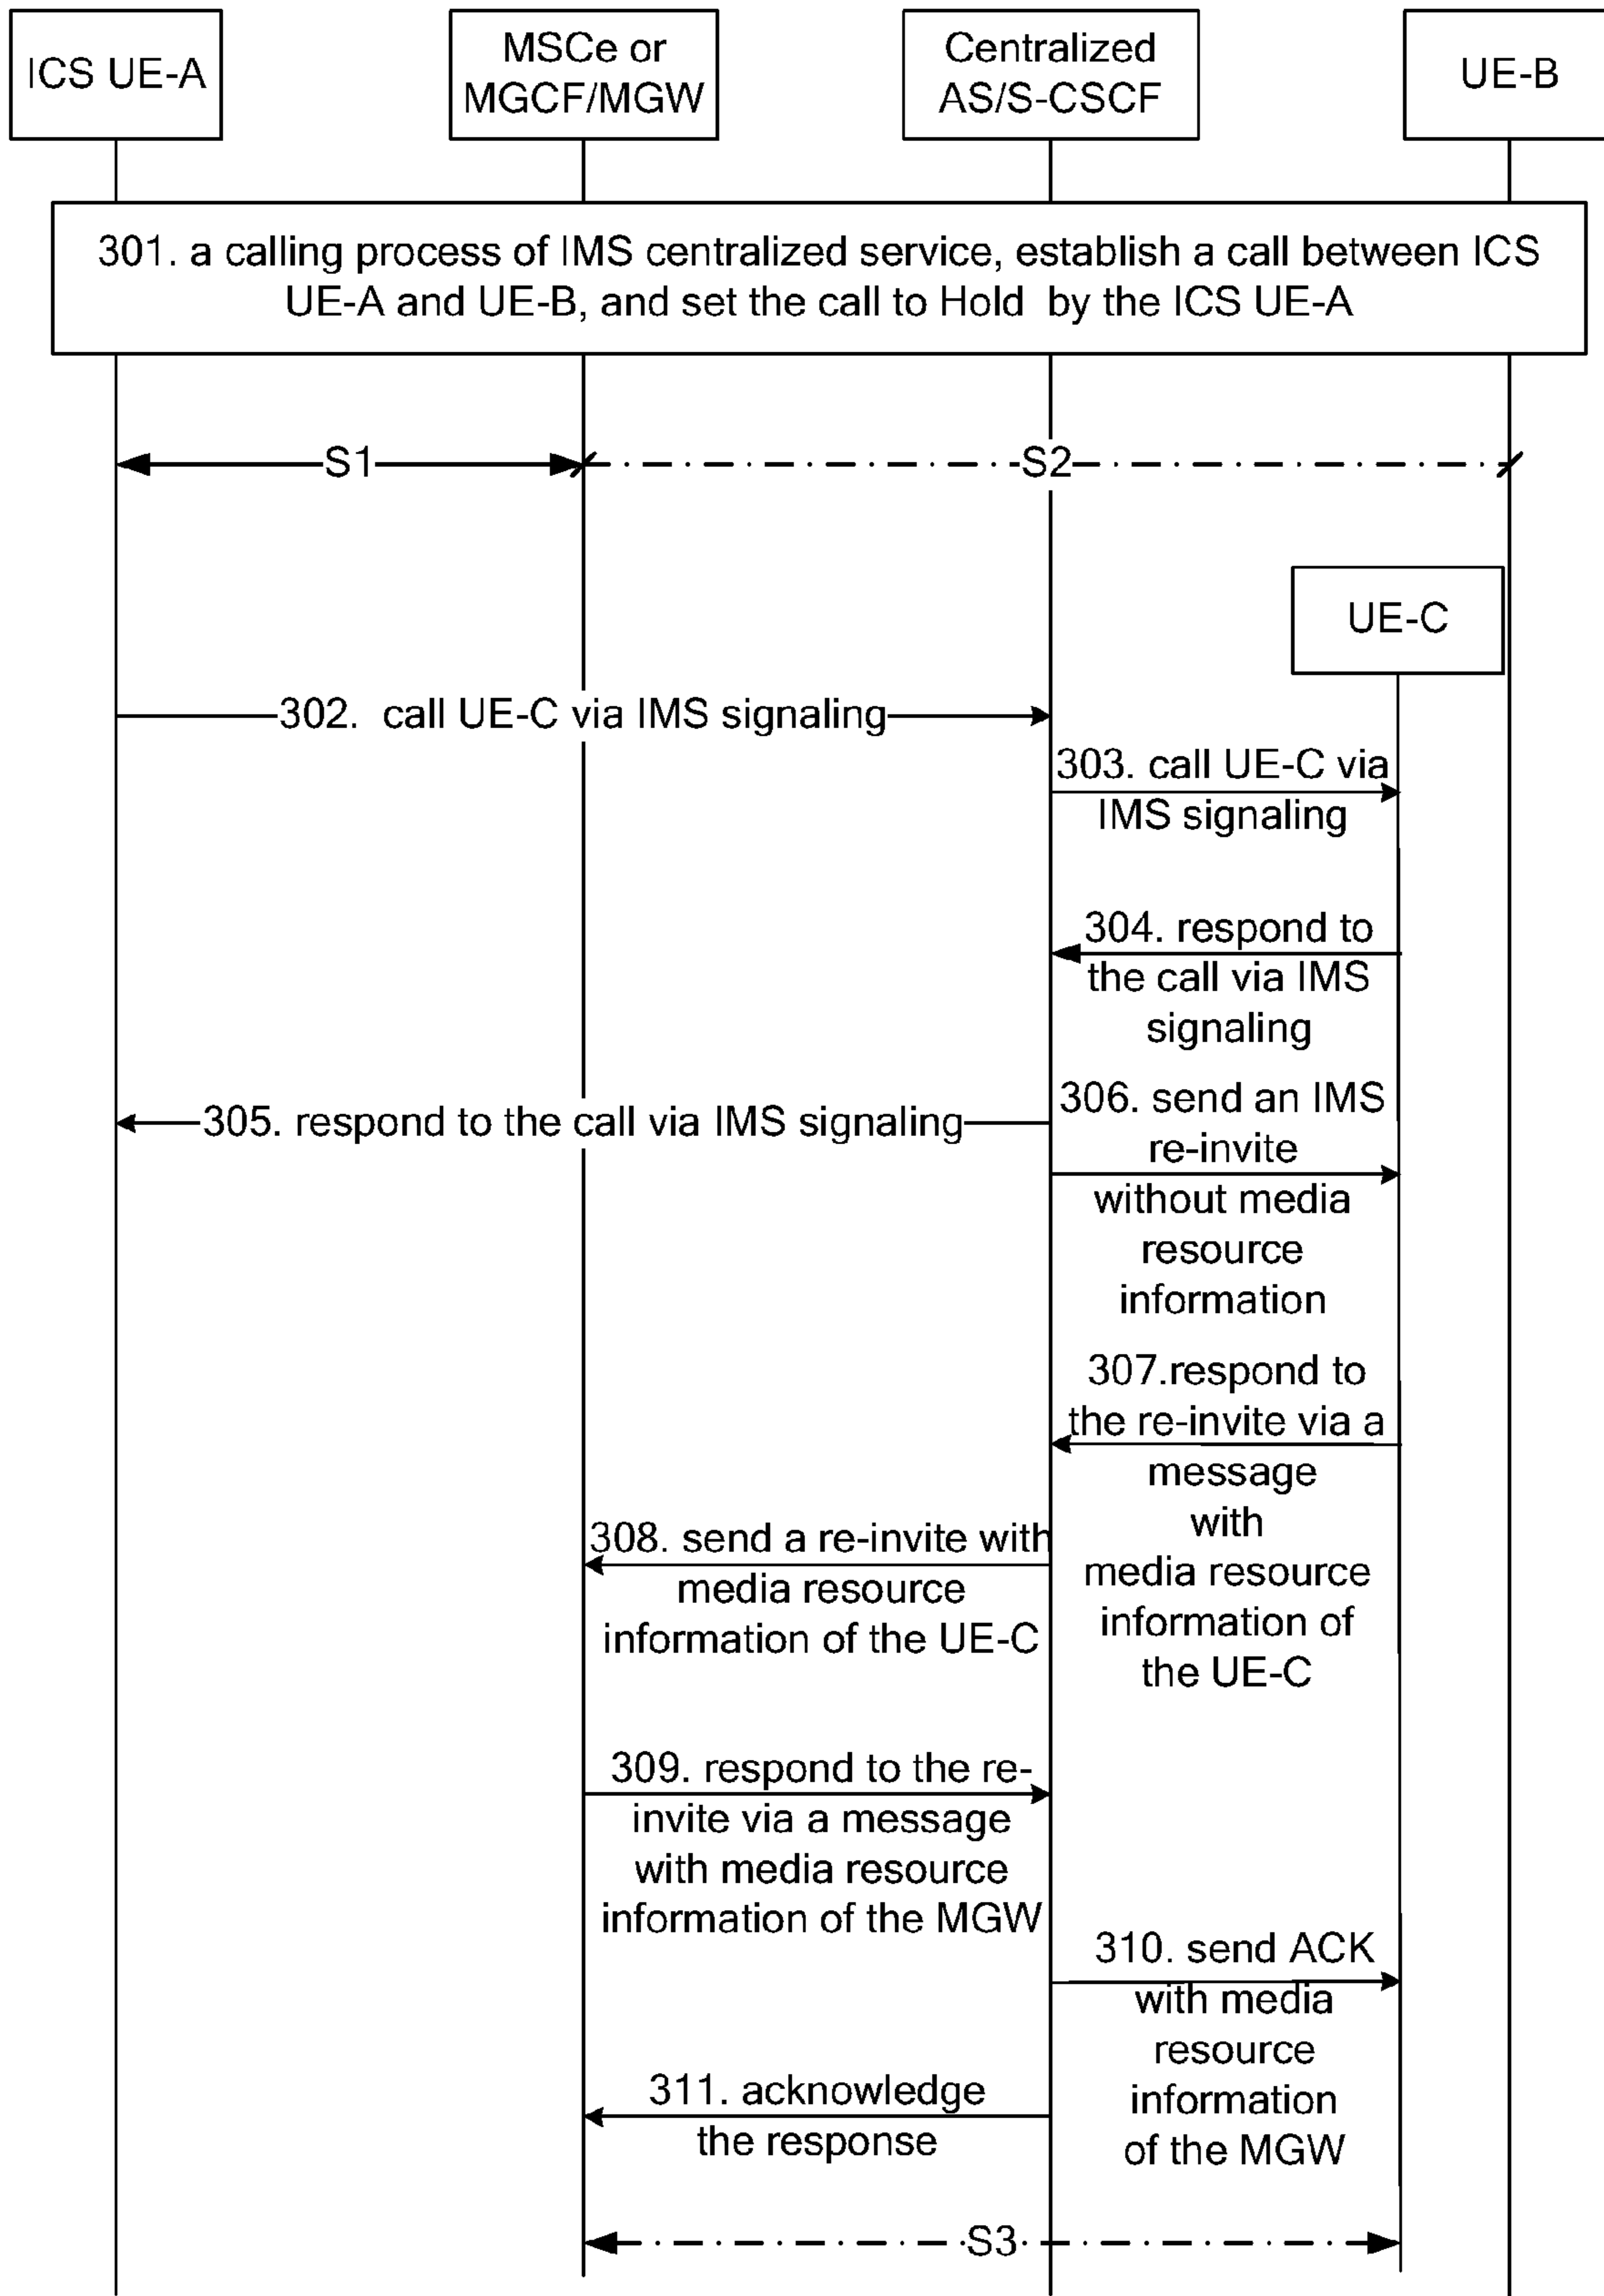 ICS UE-A
MSCe or
MGCF/MGW
Centralized
AS/S-CSCF
UE-B
301. a calling process of IMS centralized service, establish a call between ICS
UE-A and UE-B, and set the call to Hold by the ICS UE-A
S1
S2
UE-C
302. call UE-C via IMS signaling
303. call UE-C via
IMS signaling
304. respond to
the call via IMS
signaling
305. respond to the call via IMS signaling
306. send an IMS
re-invite
without media
resource
information
307.respond to
the re-invite via a
message
with
media resource
information of
the UE-C
308. send a re-invite with
media resource
information of the UE-C
309. respond to the re-
invite via a message
with media resource
information of the MGW
310. send ACK
with media
resource
information
of the MGW
311. acknowledge
the response
S3